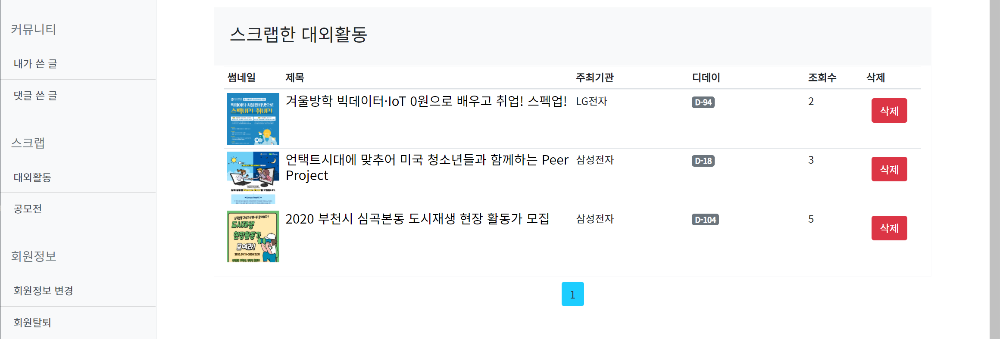 커뮤니티
내가 쓴 글
댓글 쓴 글
스크랩
대외활동
공모전
회원정보
회원정보 변경
회원탈퇴
스크랩한 대외활동
썸네일 제목 주최기관 디데이 조회수 삭제
빅데이터·사물인터넷으로
스펙UP! 취UP!
겨울방학 빅데이터·IoT 0원으로 배우고 취업! 스펙업! LG전자 D-94 2 삭제
언택트시대에 맞추어 미국 청소년들과 함께하는 Peer 삼성전자 D-18 3 삭제
Project
도시재생
현장활동가
모여라!
2020.09.15~2020.12.31
2020 부천시 심곡본동 도시재생 현장 활동가 모집 삼성전자 D-104 5 삭제
1